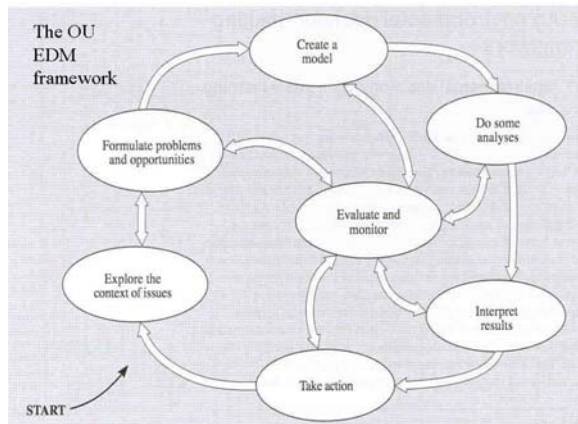 The OU
EDM
framework
Create a
model
Do some
analyses
Formulate problems
and opportunities
Evaluate and
monitor
Explore the
context of issues
Interpret
results
Take action
START